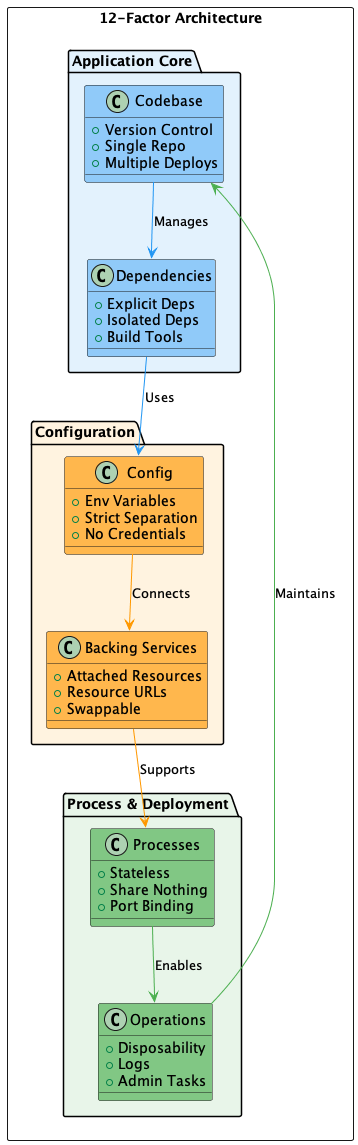 12-Factor Architecture
Application Core
C Codebase
Version Control
Single Repo
Multiple Deploys
Manages
C Dependencies
Explicit Deps
Isolated Deps
Build Tools
Uses
Configuration
C Config
Env Variables
Strict Separation
No Credentials
Connects
Maintains
C Backing Services
Attached Resources
Resource URLs
Swappable
Supports
Process & Deployment
C Processes
Stateless
Share Nothing
Port Binding
Enables
C Operations
Disposability
Logs
Admin Tasks